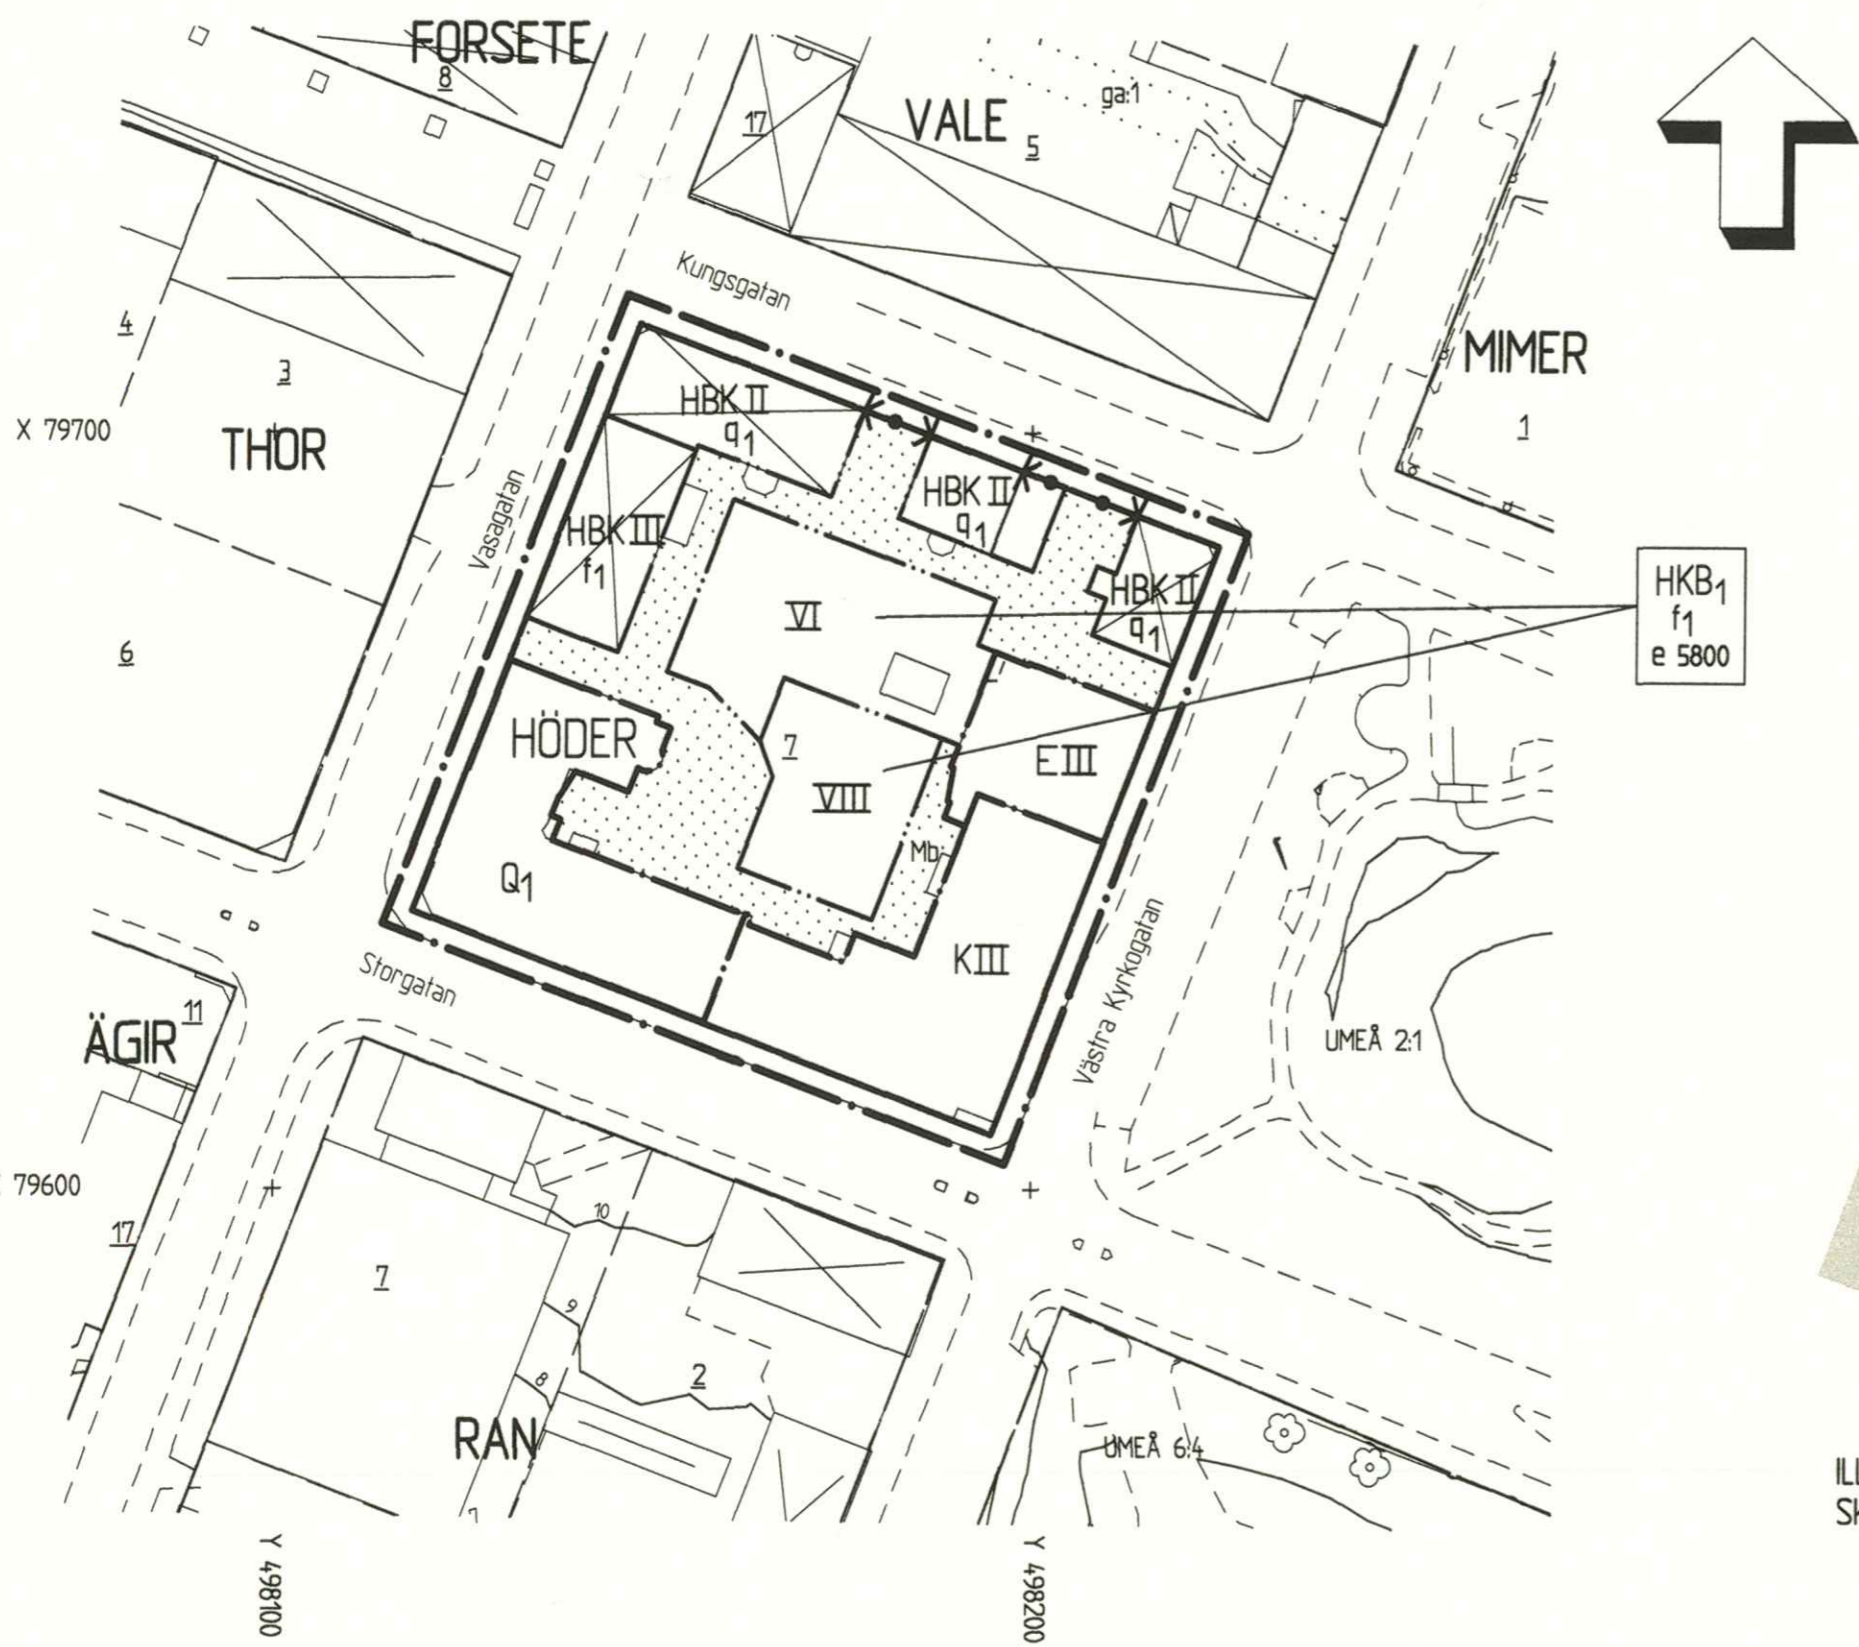 FORSETE
8
17
VALE
5
ga:1
Kungsgatan
4
3
MIMER
1
X 79700
THOR
HBK II
q1
HBK II
q1
Vasagatan
HBK III
f1
HBK II
q1
HKB1
f1
e 5800
VI
6
HÖDER
7
E III
VIII
Mb
Q1
K III
Storgatan
Västra Kyrkogatan
11
ÄGIR
UMEÅ 2:1
79600
17
10
7
9
8
2
RAN
UMEÅ 6:4
7
Y 498100
Y 498200